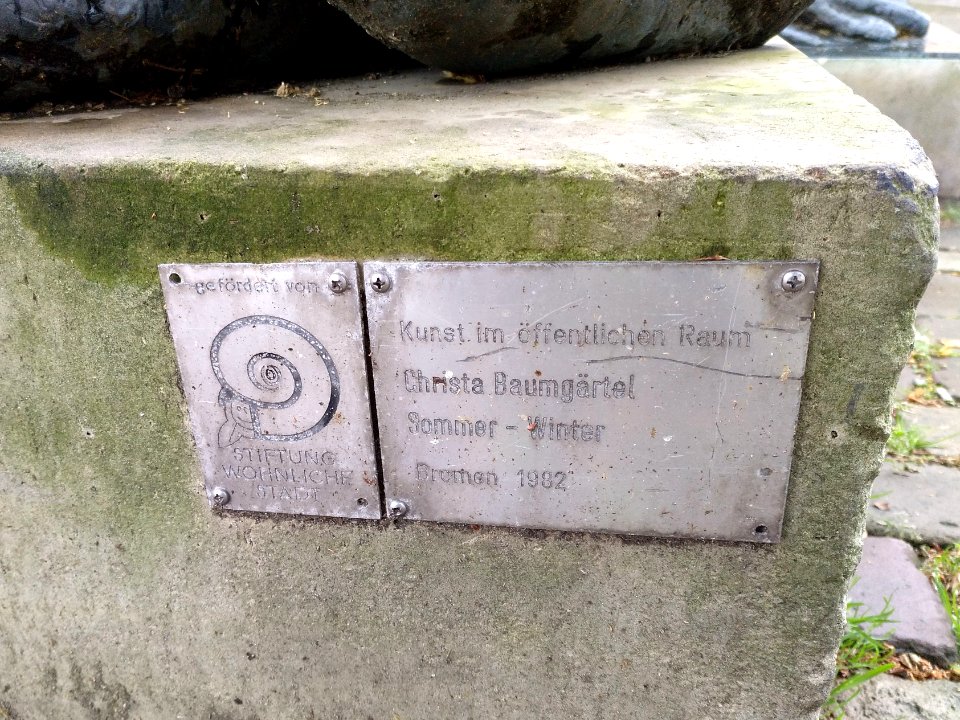 gefördert von
STIFTUNG
WOHNLICHE
STADT
Kunst im öffentlichen Raum
Christa Baumgärtel
Sommer - Winter
Bremen 1982